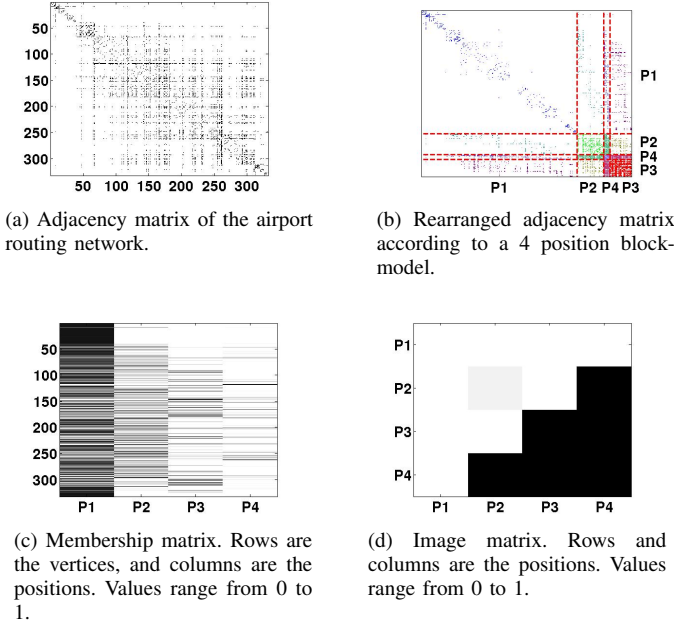 50
100
150
200
250
300
50 100 150 200 250 300
(a) Adjacency matrix of the airport
routing network.
P1
P2
P4
P3
P1 P2 P4 P3
(b) Rearranged adjacency matrix
according to a 4 position block-
model.
50
100
150
200
250
300
P1 P2 P3 P4
(c) Membership matrix. Rows are
the vertices, and columns are the
positions. Values range from 0 to
1.
P1
P2
P3
P4
P1 P2 P3 P4
(d) Image matrix. Rows and
columns are the positions. Values
range from 0 to 1.